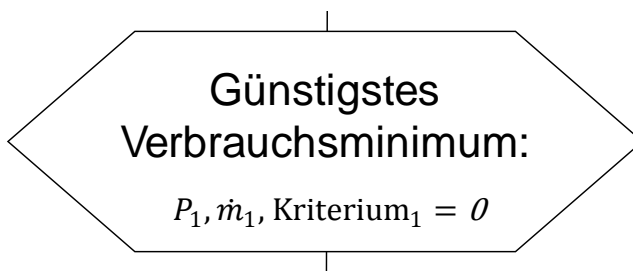 Günstigstes
Verbrauchsminimum:
P₁, ṁ₁, Kriterium₁ = 0